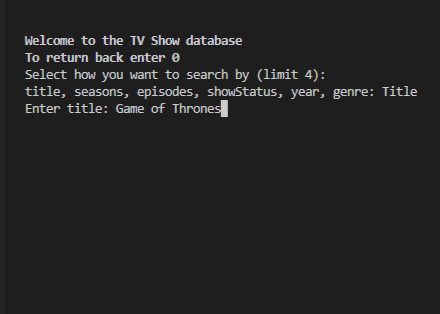 Welcome to the TV Show database
To return back enter 0
Select how you want to search by (limit 4):
title, seasons, episodes, showStatus, year, genre: Title
Enter title: Game of Thrones